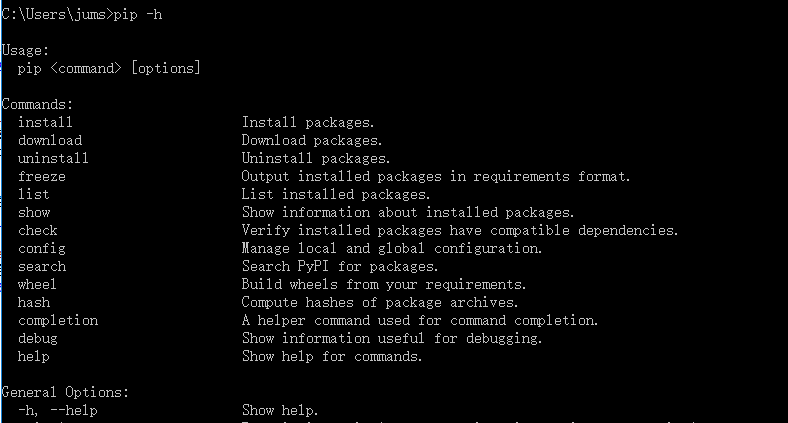 C:\Users\jums>pip -h
Usage:
pip <command> [options]
Commands:
install Install packages.
download Download packages.
uninstall Uninstall packages.
freeze Output installed packages in requirements format.
list List installed packages.
show Show information about installed packages.
check Verify installed packages have compatible dependencies.
config Manage local and global configuration.
search Search PyPI for packages.
wheel Build wheels from your requirements.
hash Compute hashes of package archives.
completion A helper command used for command completion.
debug Show information useful for debugging.
help Show help for commands.
General Options:
-h, --help Show help.